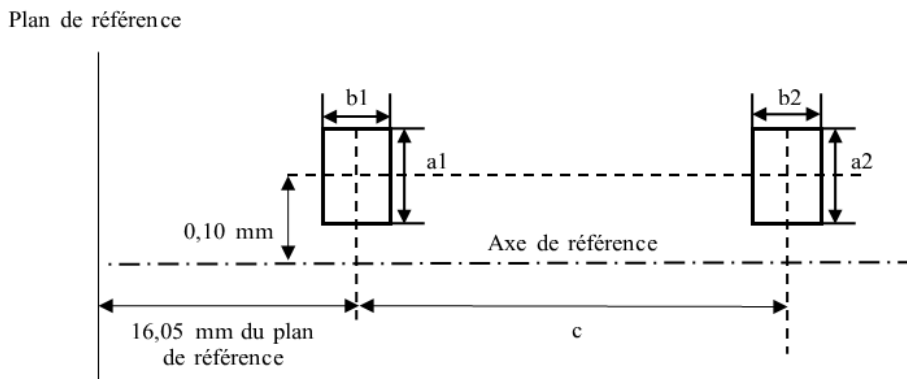 Plan de référence
b1
b2
a1
a2
0,10 mm
Axe de référence
16,05 mm du plan
de référence
c